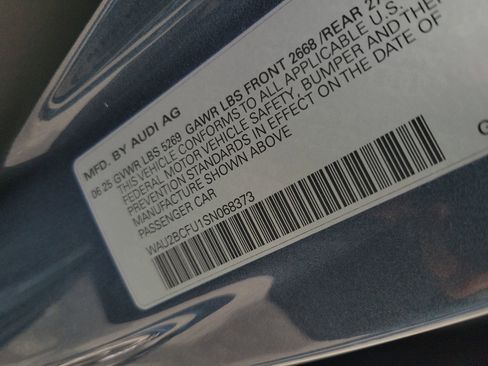 MFD. BY AUDI AG
06 25 GVWR LBS 5269 GAWR LBS FRONT 2668 /REAR 27
THIS VEHICLE CONFORMS TO ALL APPLICABLE U.S.
FEDERAL MOTOR VEHICLE SAFETY, BUMPER AND THEF
PREVENTION STANDARDS IN EFFECT ON THE DATE OF
MANUFACTURE SHOWN ABOVE
PASSENGER CAR
WAU2BCFU1SN068373
G